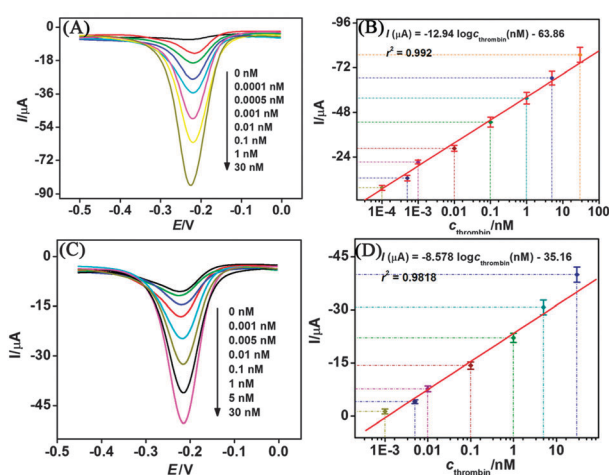 (A)
0
-18
-36
-54
-72
-90
I/μA
0 nM
0.0001 nM
0.0005 nM
0.001 nM
0.01 nM
0.1 nM
1 nM
30 nM
-0.5 -0.4 -0.3 -0.2 -0.1 0.0
E/V
(B)
I (μA) = -12.94 logcthrombin(nM) - 63.86
r² = 0.992
-96
-72
-48
-24
I/μA
1E-4 1E-3 0.01 0.1 1 10 100
cthrombin/nM
(C)
0
-15
-30
-45
I/μA
0 nM
0.001 nM
0.005 nM
0.01 nM
0.1 nM
1 nM
5 nM
30 nM
-0.5 -0.4 -0.3 -0.2 -0.1 0.0
E/V
(D)
I (μA) = -8.578 logcthrombin(nM) - 35.16
r² = 0.9818
-45
-30
-15
0
I/μA
1E-3 0.01 0.1 1 10
cthrombin/nM